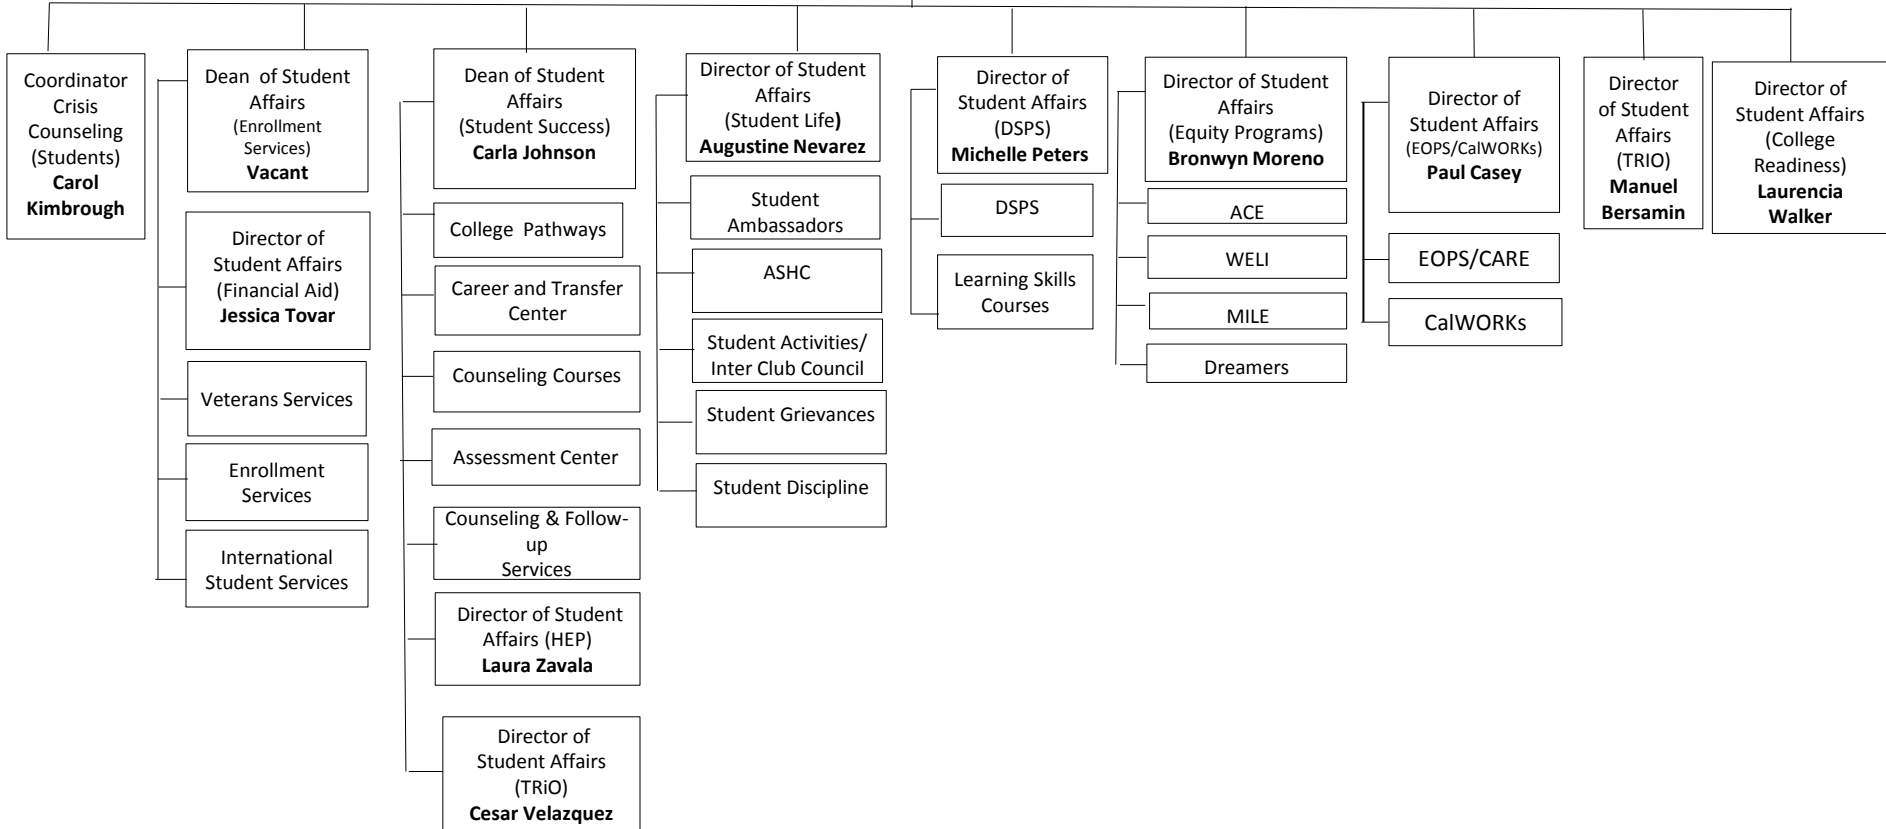 Coordinator
Crisis
Counseling
(Students)
Carol
Kimbrough
Dean of Student
Affairs
(Enrollment
Services)
Vacant
Director of
Student Affairs
(Financial Aid)
Jessica Tovar
Veterans Services
Enrollment
Services
International
Student Services
Dean of Student
Affairs
(Student Success)
Carla Johnson
College Pathways
Career and Transfer
Center
Counseling Courses
Assessment Center
Counseling & Follow-
up
Services
Director of Student
Affairs (HEP)
Laura Zavala
Director of
Student Affairs
(TRiO)
Cesar Velazquez
Director of Student
Affairs
(Student Life)
Augustine Nevarez
Student
Ambassadors
ASHC
Student Activities/
Inter Club Council
Student Grievances
Student Discipline
Director of
Student Affairs
(DSPS)
Michelle Peters
DSPS
Learning Skills
Courses
Director of Student
Affairs
(Equity Programs)
Bronwyn Moreno
ACE
WELI
MILE
Dreamers
Director of
Student Affairs
(EOPS/CalWORKs)
Paul Casey
EOPS/CARE
CalWORKs
Director
of Student
Affairs
(TRIO)
Manuel
Bersamin
Director of
Student Affairs
(College
Readiness)
Laurencia
Walker